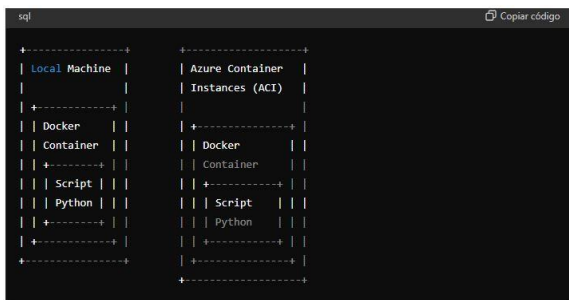 sql Copiar código
+----------------+       +-------------------+
| Local Machine  |       | Azure Container   |
|                |       | Instances (ACI)   |
| +------------+ |       |                   |
| | Docker     | |       | +---------------+ |
| | Container  | |       | | Docker        | |
| | +--------+ | |       | | Container     | |
| | | Script | | |       | | +-----------+ | |
| | | Python | | |       | | | Script    | | |
| | +--------+ | |       | | | Python    | | |
| +------------+ |       | | +-----------+ | |
+----------------+       | +---------------+ |
                         +-------------------+